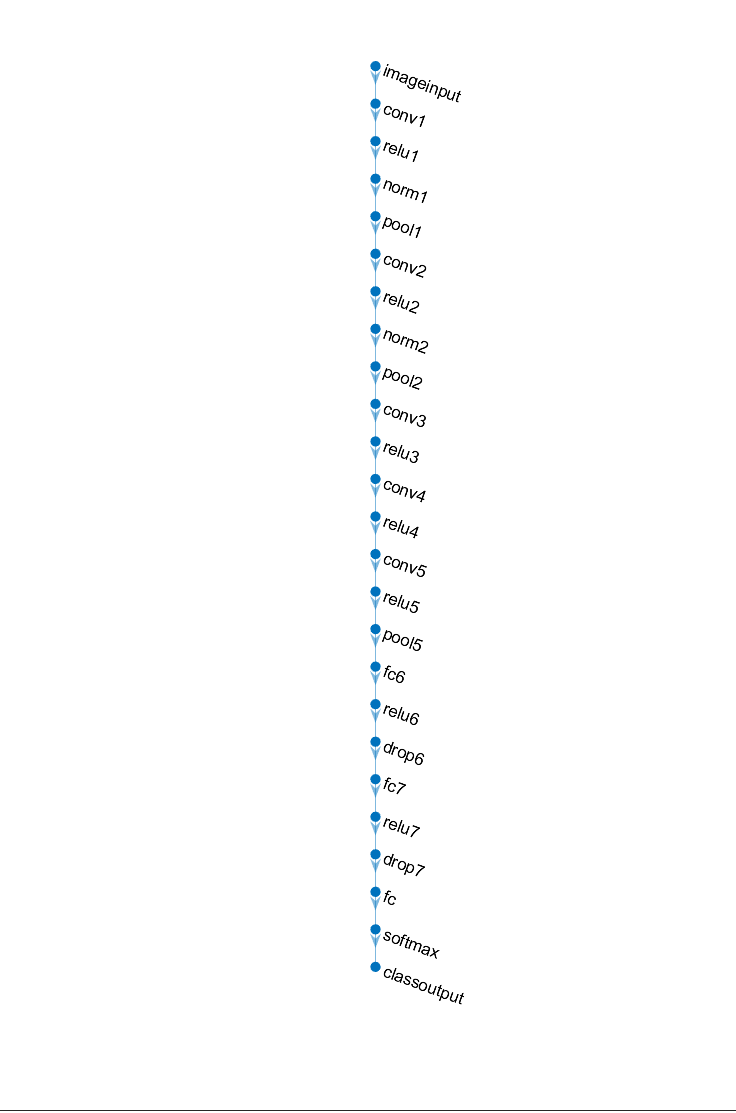 imageinput
conv1
relu1
norm1
pool1
conv2
relu2
norm2
pool2
conv3
relu3
conv4
relu4
conv5
relu5
pool5
fc6
relu6
drop6
fc7
relu7
drop7
fc
softmax
classoutput